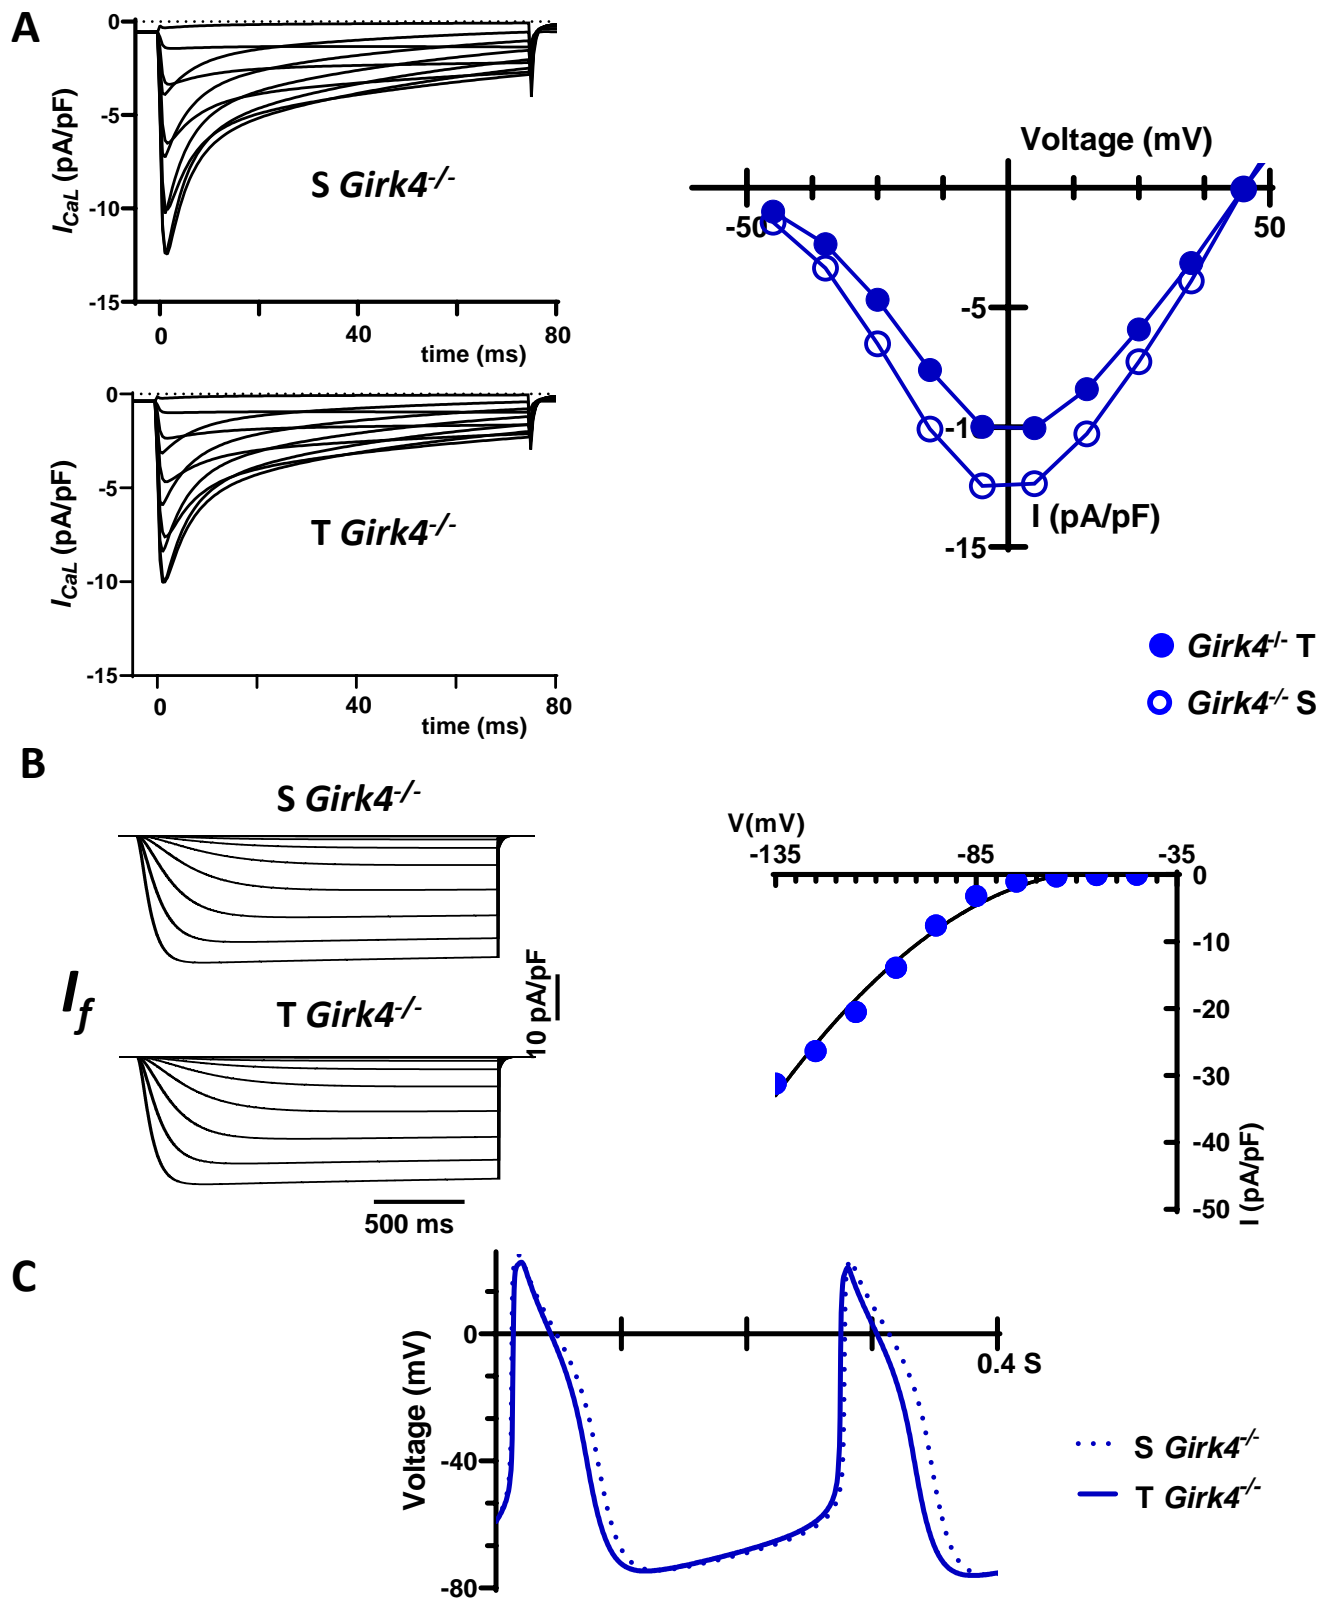 A
0
-5
-10
-15
I_CaL (pA/pF)
S Girk4-/-
0 40 80
time (ms)
0
-5
-10
-15
I_CaL (pA/pF)
T Girk4-/-
0 40 80
time (ms)
Voltage (mV)
-50 50
-5
-1
-15
I (pA/pF)
Girk4-/- T
Girk4-/- S
B
S Girk4-/-
If
T Girk4-/-
10 pA/pF
500 ms
V(mV)
-135 -85 -35
0
-10
-20
-30
-40
-50
I (pA/pF)
C
Voltage (mV)
0
-40
-80
0.4 S
S Girk4-/-
T Girk4-/-